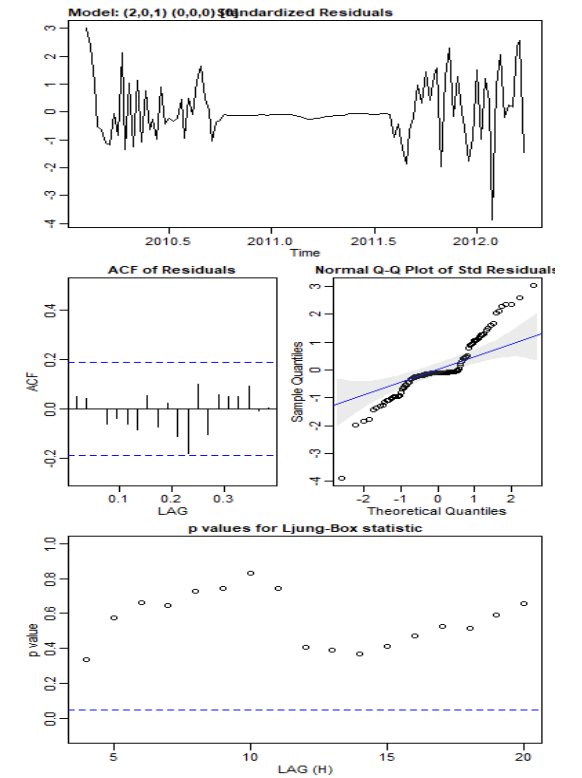 Model: (2,0,1) (0,0,0) [0] Standardized Residuals
3
2
1
0
-1
-2
-3
-4
2010.5 2011.0 2011.5 2012.0
Time
ACF of Residuals
ACF
0.4
0.2
0.0
-0.2
0.1 0.2 0.3
LAG
Normal Q-Q Plot of Std Residuals
Sample Quantiles
3
2
1
0
-1
-2
-3
-4
-2 -1 0 1 2
Theoretical Quantiles
p values for Ljung-Box statistic
p value
1.0
0.8
0.6
0.4
0.2
0.0
5 10 15 20
LAG (H)